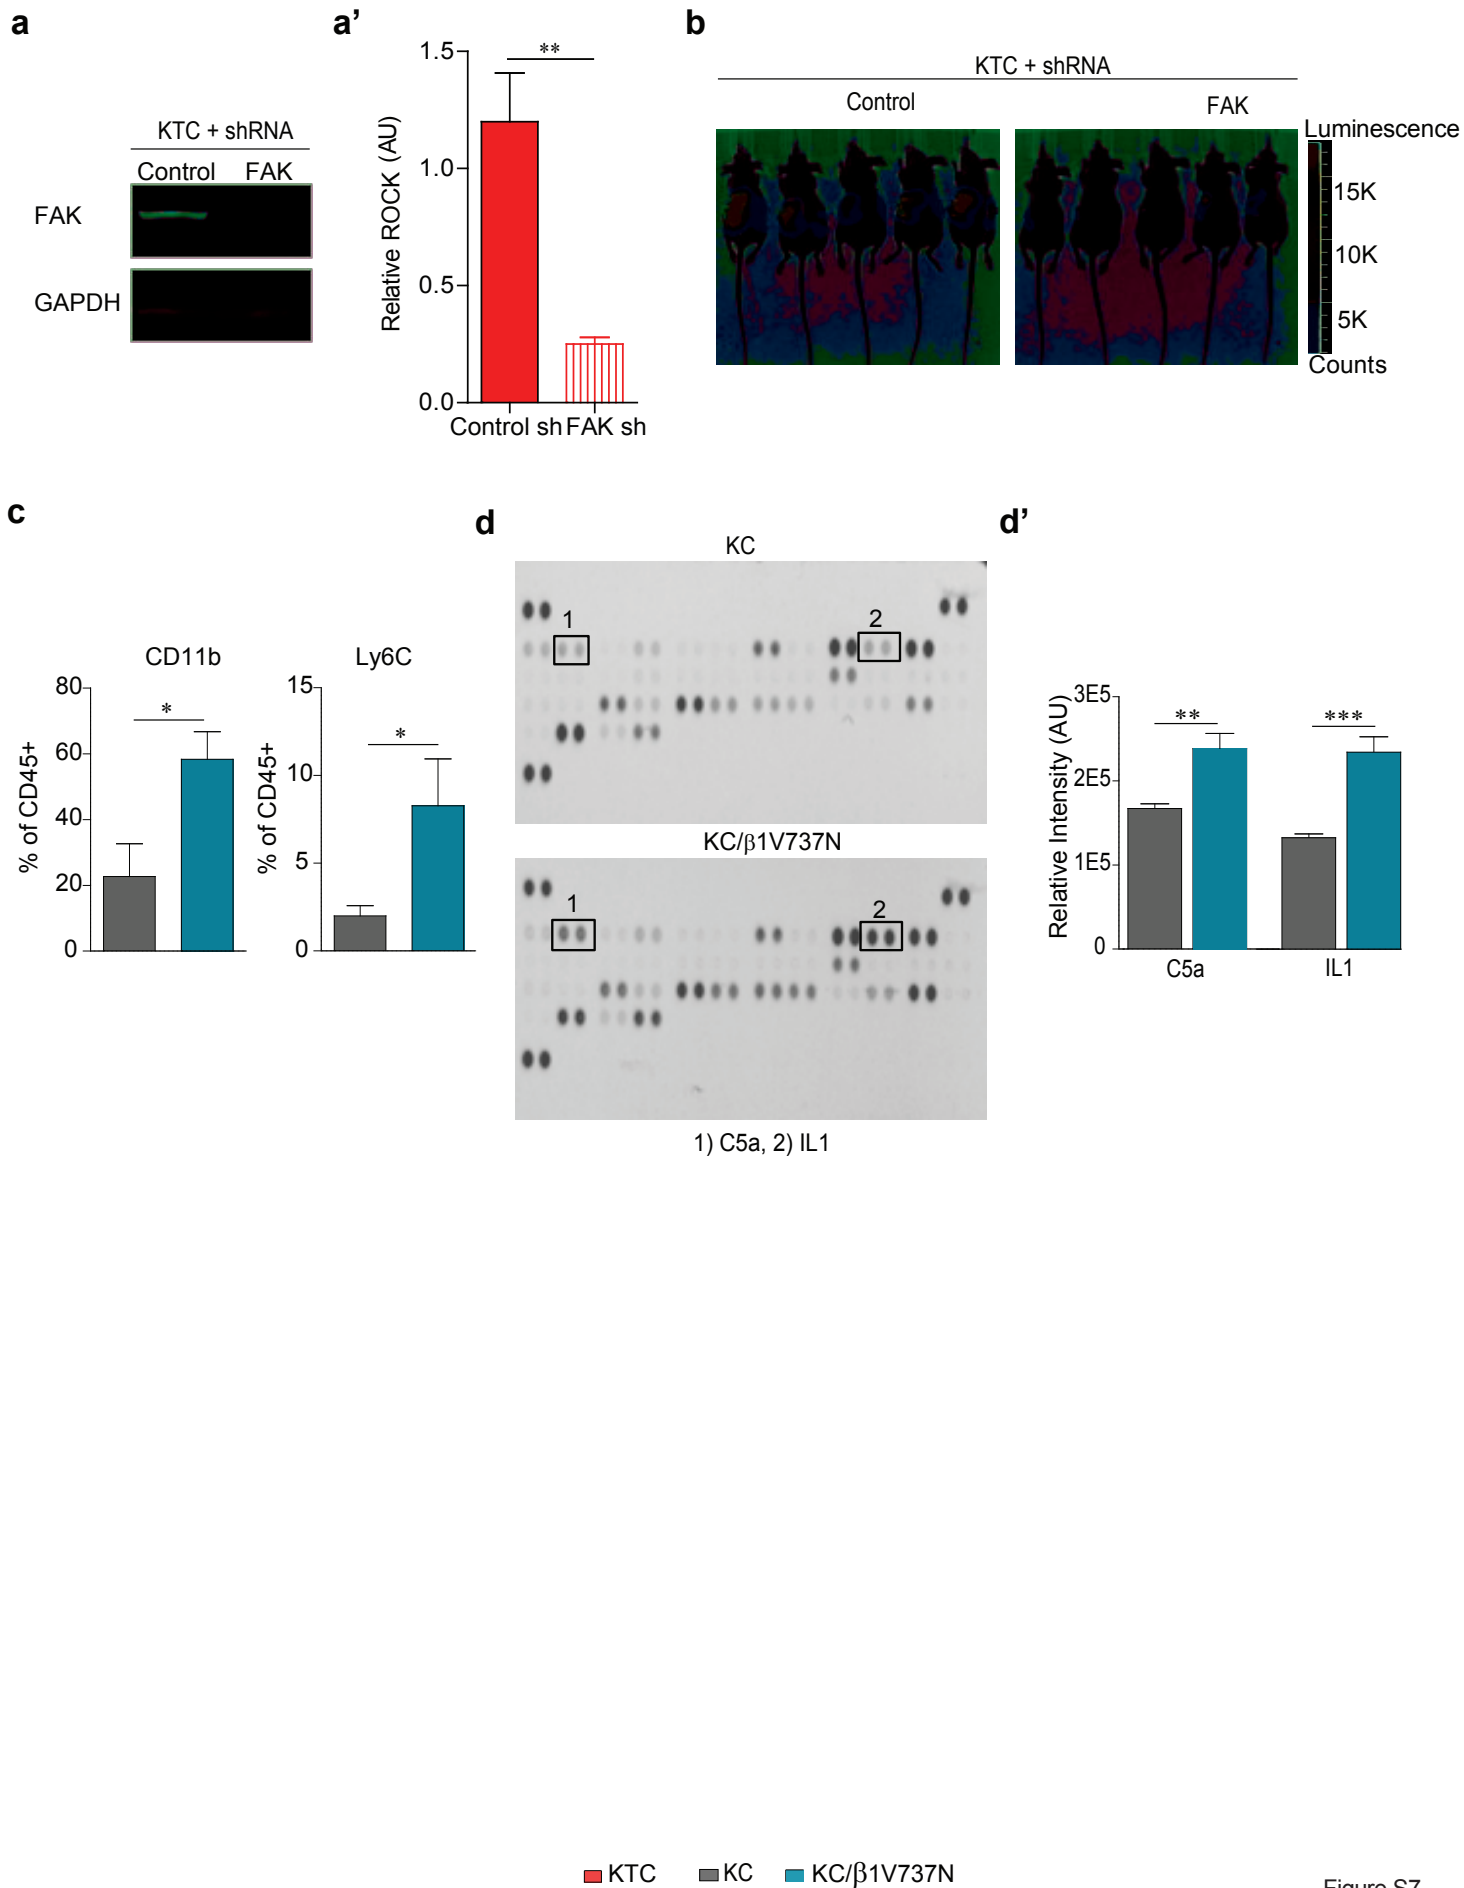 a
KTC + shRNA
Control FAK
FAK
GAPDH
a’
1.5
1.0
0.5
0.0
Relative ROCK (AU)
**
Control sh FAK sh
b
KTC + shRNA
Control FAK
Luminescence
15K
10K
5K
Counts
c
CD11b
80
60
40
20
0
% of CD45+
*
Ly6C
15
10
5
0
% of CD45+
*
d
KC
1 2
KC/β1V737N
1 2
1) C5a, 2) IL1
d’
3E5
2E5
1E5
0
Relative Intensity (AU)
** ***
C5a IL1
KTC KC KC/β1V737N
Figure S7